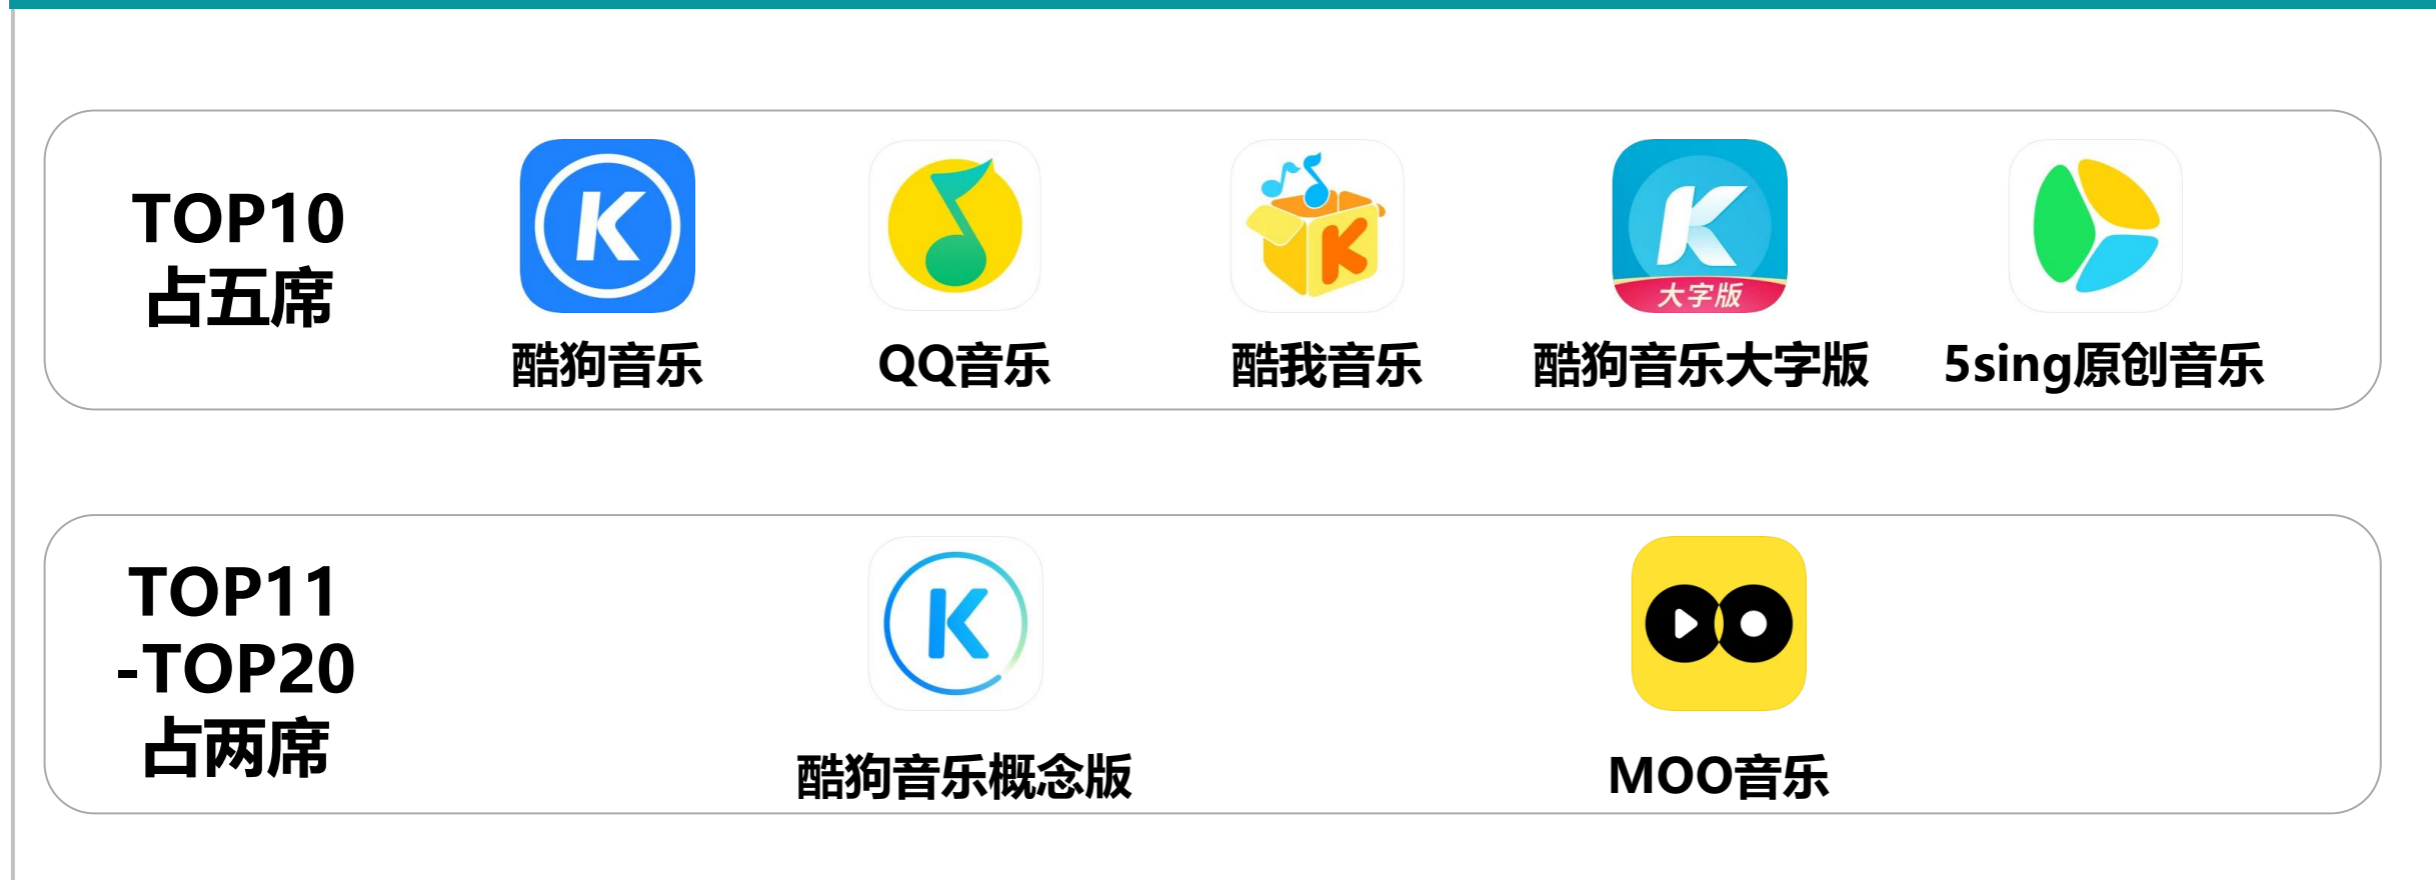 TOP10
占五席
K
K
K
大字版
酷狗音乐
QQ音乐
酷我音乐
酷狗音乐大字版
5sing原创音乐
TOP11
-TOP20
占两席
K
酷狗音乐概念版
MOO音乐